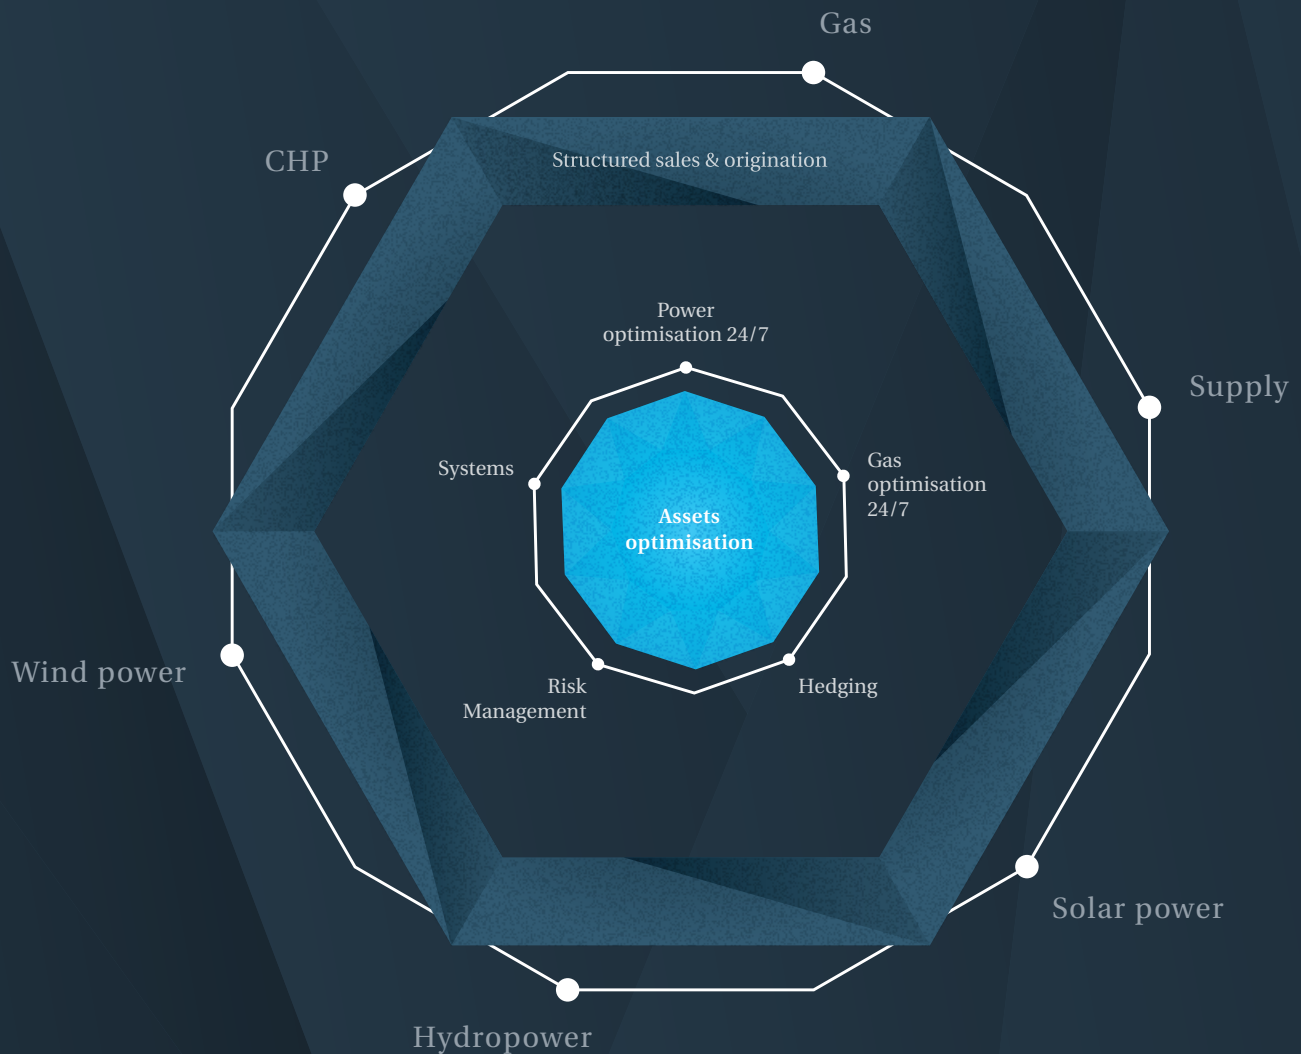 Gas
CHP
Structured sales & origination
Power
optimisation 24/7
Supply
Systems
Gas
optimisation
24/7
Assets
optimisation
Wind power
Risk
Management
Hedging
Solar power
Hydropower